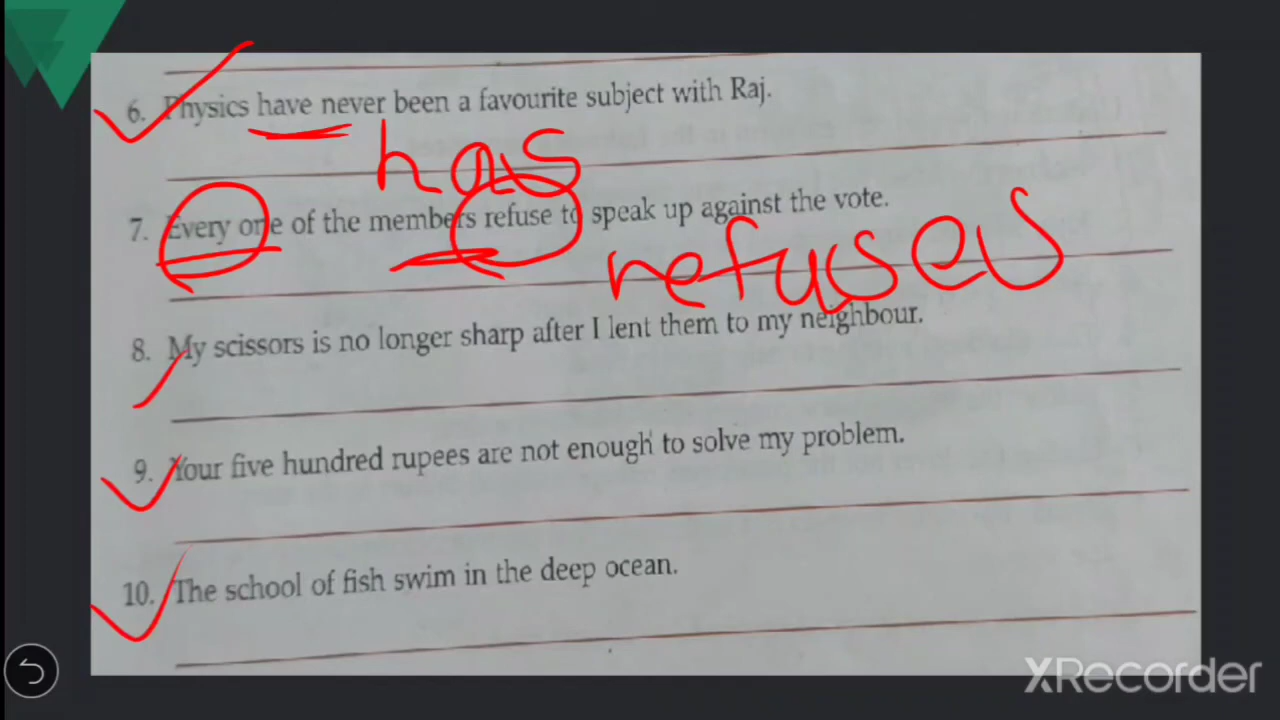 6. Physics have never been a favourite subject with Raj.
has
7. Every one of the members refuse to speak up against the vote.
refuses
8. My scissors is no longer sharp after I lent them to my neighbour.
9. Your five hundred rupees are not enough to solve my problem.
10. The school of fish swim in the deep ocean.
XRecorder